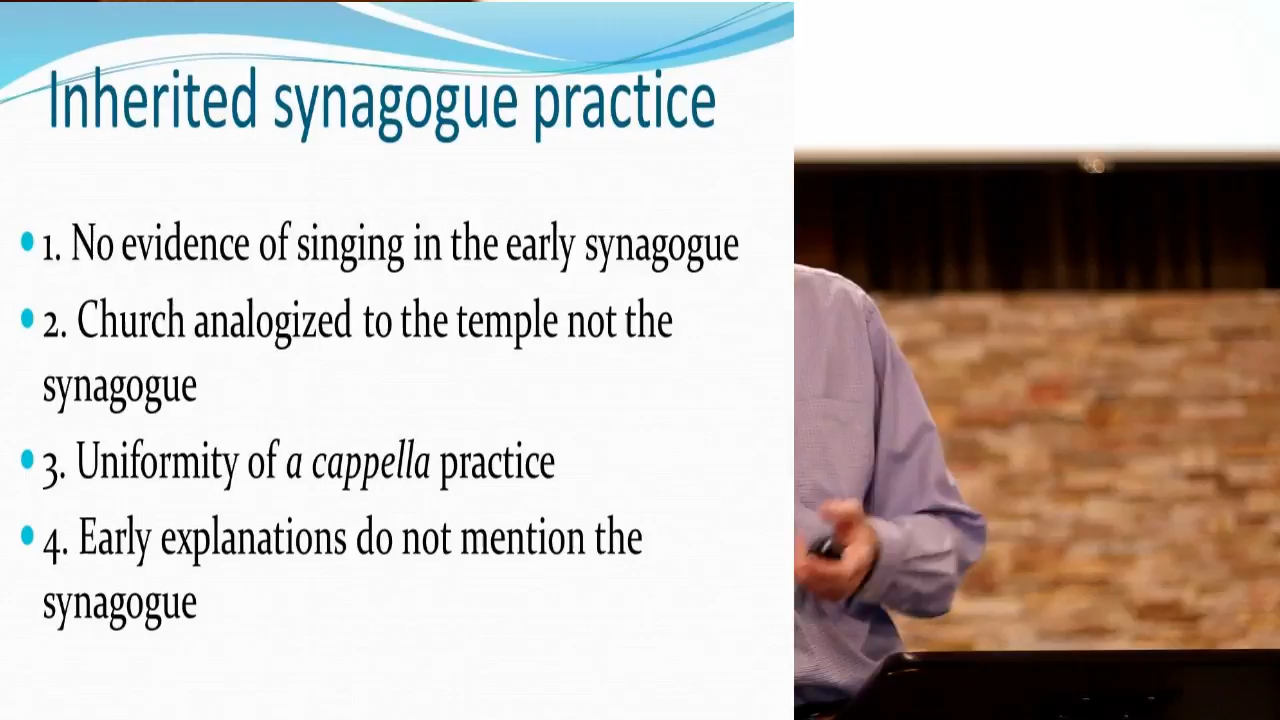 Inherited synagogue practice
• 1. No evidence of singing in the early synagogue
• 2. Church analogized to the temple not the
synagogue
• 3. Uniformity of a cappella practice
• 4. Early explanations do not mention the
synagogue